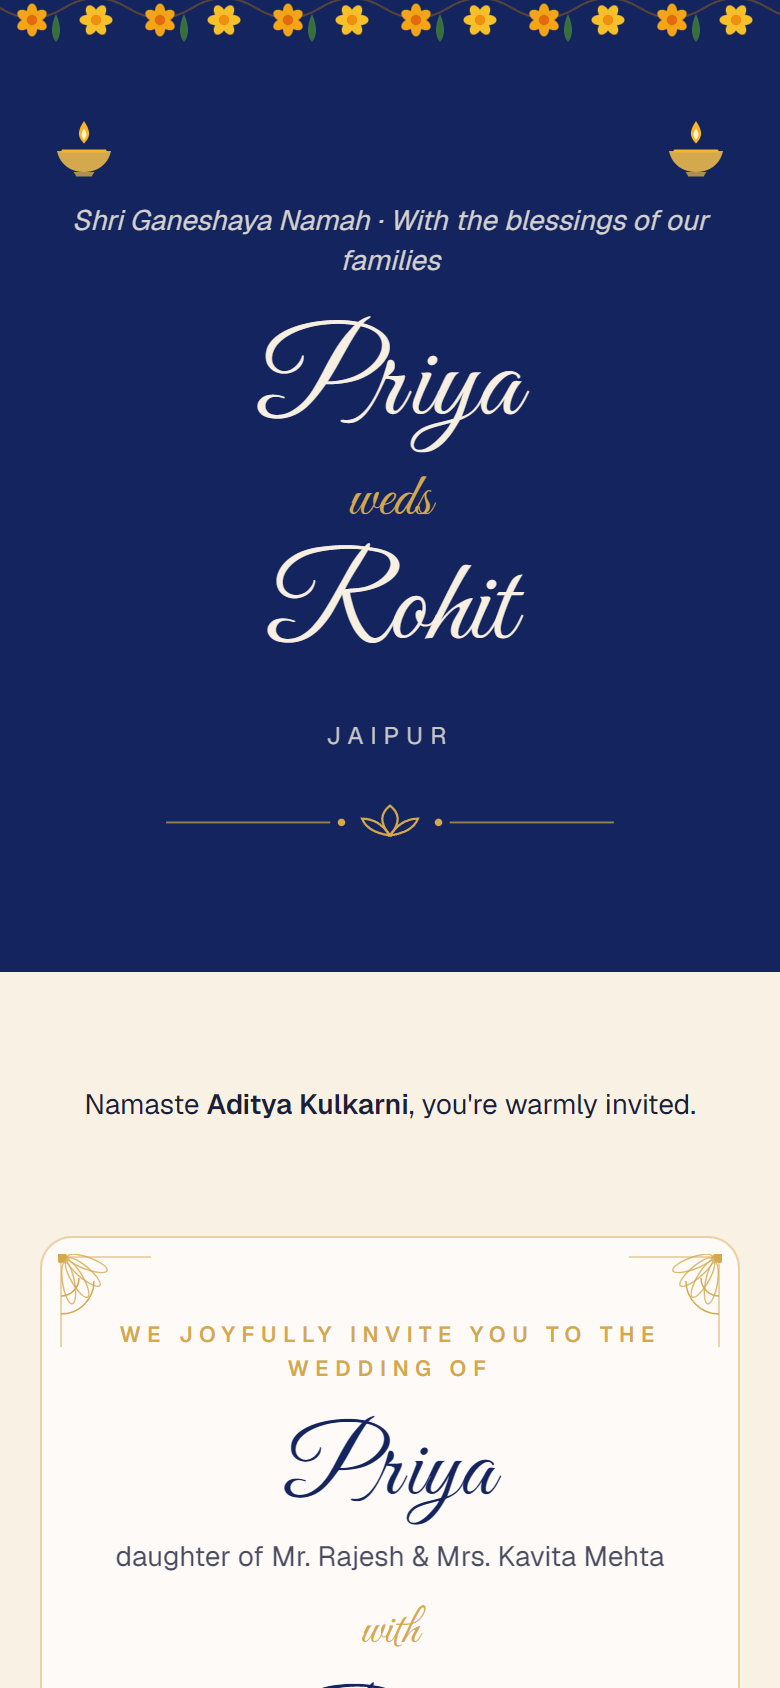 Shri Ganeshaya Namah · With the blessings of our
families
Priya
weds
Rohit
JAIPUR
Namaste Aditya Kulkarni, you're warmly invited.
WE JOYFULLY INVITE YOU TO THE
WEDDING OF
Priya
daughter of Mr. Rajesh & Mrs. Kavita Mehta
with